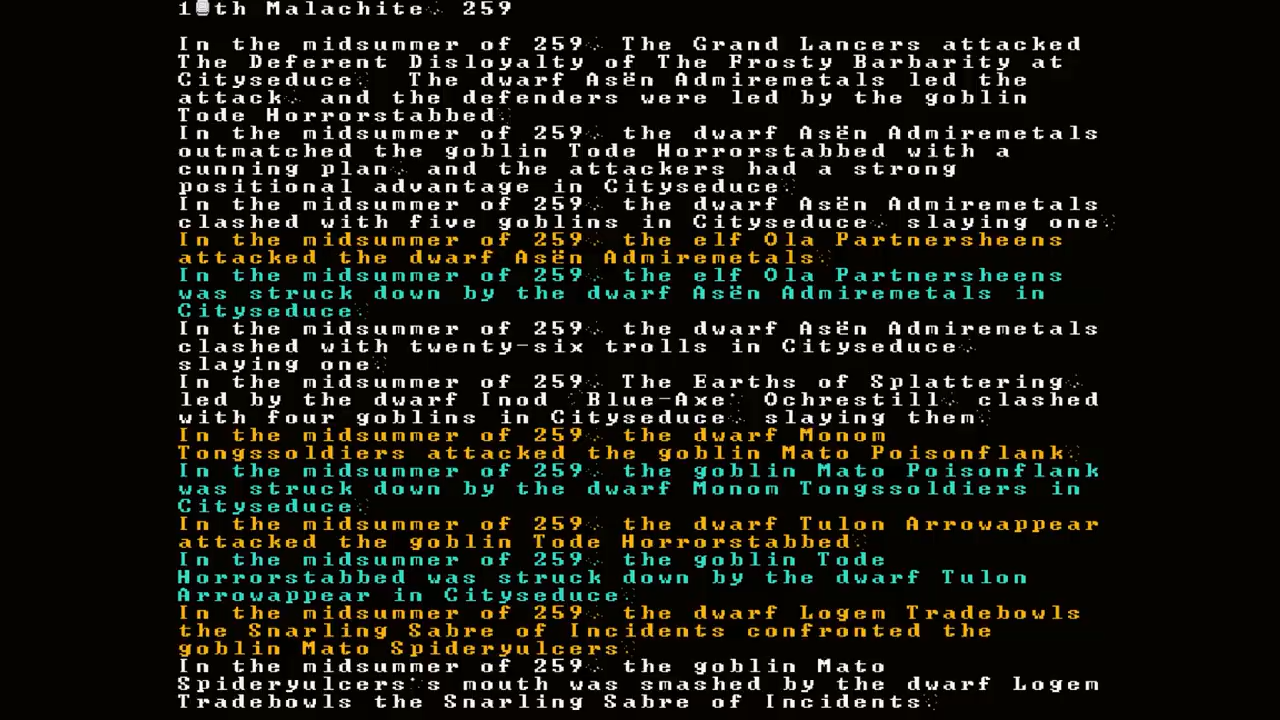 1th Malachite, 259
In the midsummer of 259, The Grand Lancers attacked
The Deferent Disloyalty of The Frosty Barbarity at
Cityseduce. The dwarf Asën Admiremetals led the
attack, and the defenders were led by the goblin
Tode Horrorstabbed.
In the midsummer of 259, the dwarf Asën Admiremetals
outmatched the goblin Tode Horrorstabbed with a
cunning plan, and the attackers had a strong
positional advantage in Cityseduce.
In the midsummer of 259, the dwarf Asën Admiremetals
clashed with five goblins in Cityseduce, slaying one.
In the midsummer of 259, the elf Ola Partnersheens
attacked the dwarf Asën Admiremetals.
In the midsummer of 259, the elf Ola Partnersheens
was struck down by the dwarf Asën Admiremetals in
Cityseduce.
In the midsummer of 259, the dwarf Asën Admiremetals
clashed with twenty-six trolls in Cityseduce,
slaying one.
In the midsummer of 259, The Earths of Splattering,
led by the dwarf Inod "Blue-Axe" Ochrestill, clashed
with four goblins in Cityseduce, slaying them.
In the midsummer of 259, the dwarf Monom
Tongssoldiers attacked the goblin Mato Poisonflank.
In the midsummer of 259, the goblin Mato Poisonflank
was struck down by the dwarf Monom Tongssoldiers in
Cityseduce.
In the midsummer of 259, the dwarf Tulon Arrowappear
attacked the goblin Tode Horrorstabbed.
In the midsummer of 259, the goblin Tode
Horrorstabbed was struck down by the dwarf Tulon
Arrowappear in Cityseduce.
In the midsummer of 259, the dwarf Logem Tradebowls
the Snarling Sabre of Incidents confronted the
goblin Mato Spideryulcers.
In the midsummer of 259, the goblin Mato
Spideryulcers's mouth was smashed by the dwarf Logem
Tradebowls the Snarling Sabre of Incidents.